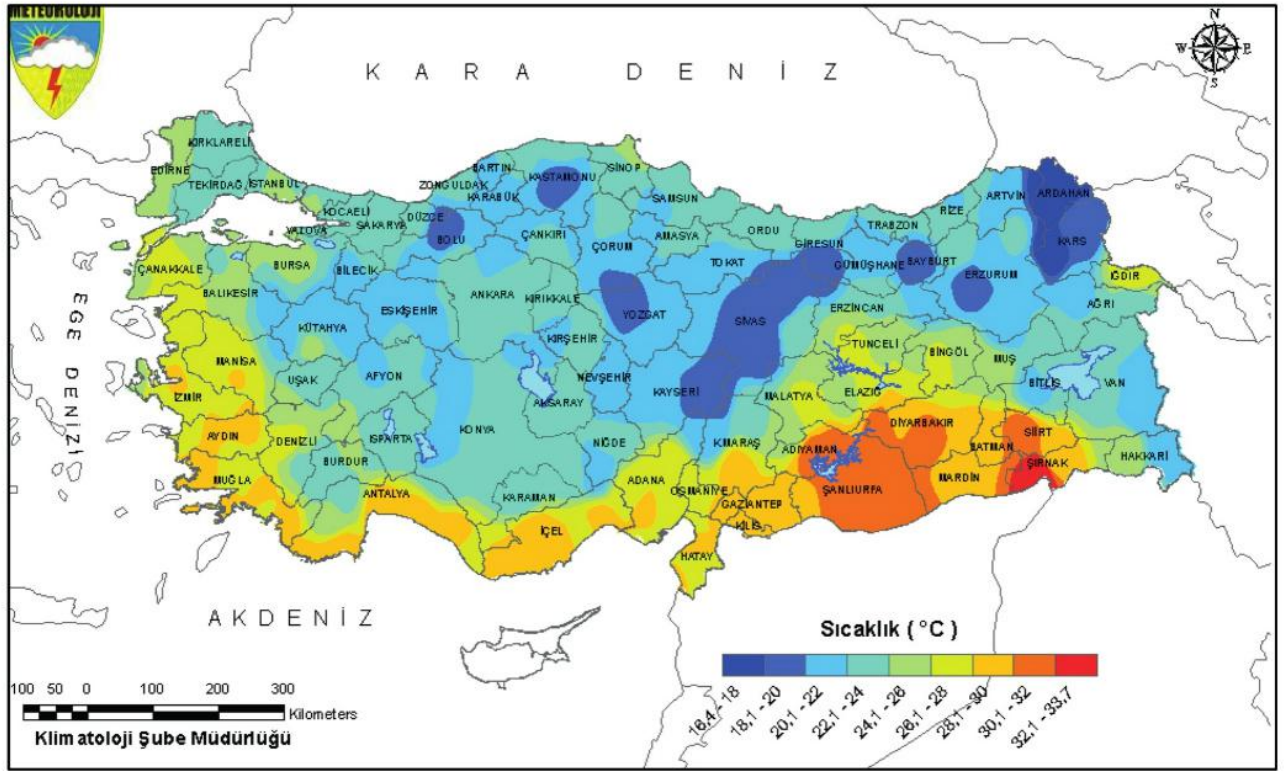 METEOROLOJİ
N
W E
S
K A R A D E N İ Z
E G E D E N İ Z İ
A K D E N İ Z
KIRKLARELİ
EDİRNE
TEKİRDAĞ
İSTANBUL
KOCAELİ
YALOVA
SAKARYA
DÜZCE
BOLU
ZONGULDAK
BARTIN
KARABÜK
KASTAMONU
SİNOP
SAMSUN
ÇANKIRI
ÇORUM
AMASYA
TOKAT
ORDU
GİRESUN
TRABZON
GÜMÜŞHANE
BAYBURT
RİZE
ARTVİN
ARDAHAN
KARS
IĞDIR
AĞRI
ERZURUM
ERZİNCAN
ÇANAKKALE
BALIKESİR
BURSA
BİLECİK
ESKİŞEHİR
KÜTAHYA
ANKARA
KIRIKKALE
YOZGAT
SİVAS
KIRŞEHİR
NEVŞEHİR
KAYSERİ
TUNCELİ
BİNGÖL
MUŞ
BİTLİS
VAN
MANİSA
İZMİR
UŞAK
AFYON
AKSARAY
KONYA
NİĞDE
MALATYA
ELAZIĞ
DİYARBAKIR
BATMAN
SİİRT
ŞIRNAK
HAKKARİ
AYDIN
DENİZLİ
ISPARTA
BURDUR
MUĞLA
ANTALYA
KARAMAN
İÇEL
ADANA
OSMANİYE
K.MARAŞ
ADIYAMAN
GAZİANTEP
KİLİS
HATAY
ŞANLIURFA
MARDİN
Sıcaklık ( °C )
16,4 - 18
18,1 - 20
20,1 - 22
22,1 - 24
24,1 - 26
26,1 - 28
28,1 - 30
30,1 - 32
32,1 - 33,7
100 50 0 100 200 300
Kilometers
Klimatoloji Şube Müdürlüğü